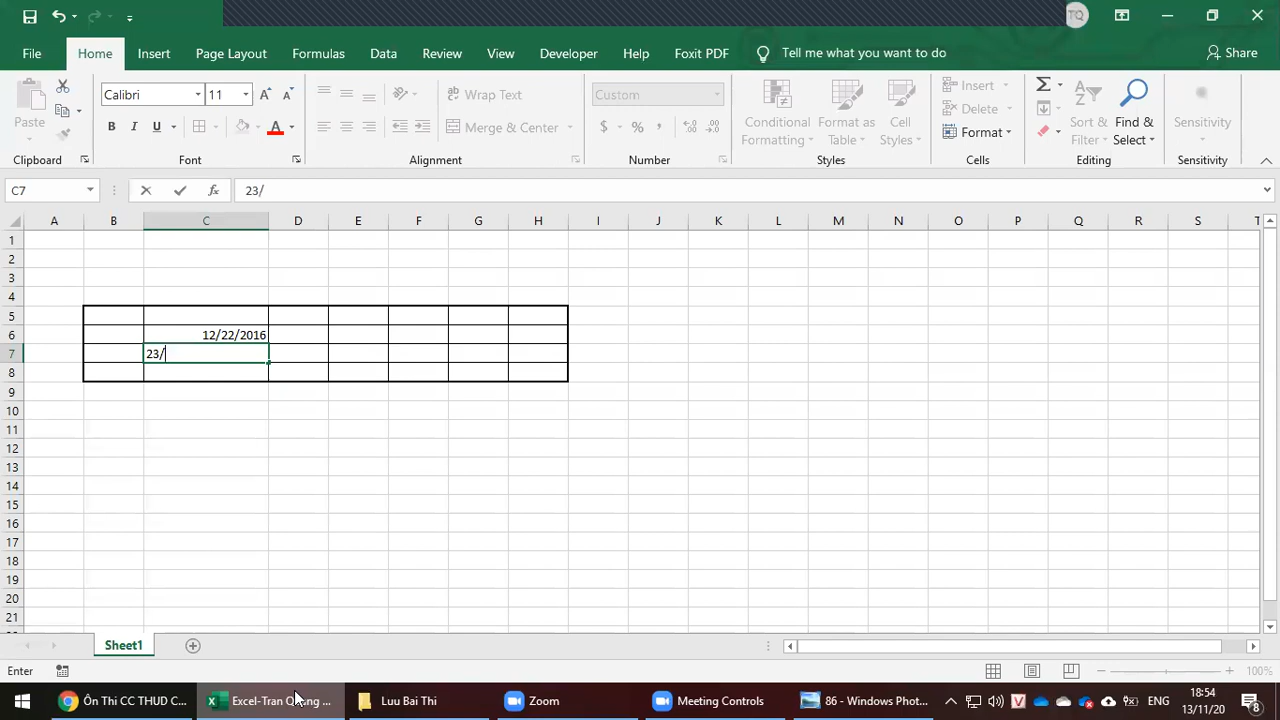 TQ
File Home Insert Page Layout Formulas Data Review View Developer Help Foxit PDF Tell me what you want to do Share
Calibri 11 Wrap Text Custom Insert
Paste Conditional Format as Cell Delete Sort & Find & Sensitivity
B I U A Merge & Center $ % , Formatting Table Styles Format Filter Select
Clipboard Font Alignment Number Styles Cells Editing Sensitivity
C7 fx 23/
A B C D E F G H I J K L M N O P Q R S T
1
2
3
4
5
6 12/22/2016
7 23/
8
9
10
11
12
13
14
15
16
17
18
19
20
21
Sheet1
Enter 100%
Ôn Thi CC THUD C... Excel-Tran Quang ... Luu Bai Thi Zoom Meeting Controls 86 - Windows Phot... V ENG 18:54
13/11/20 8